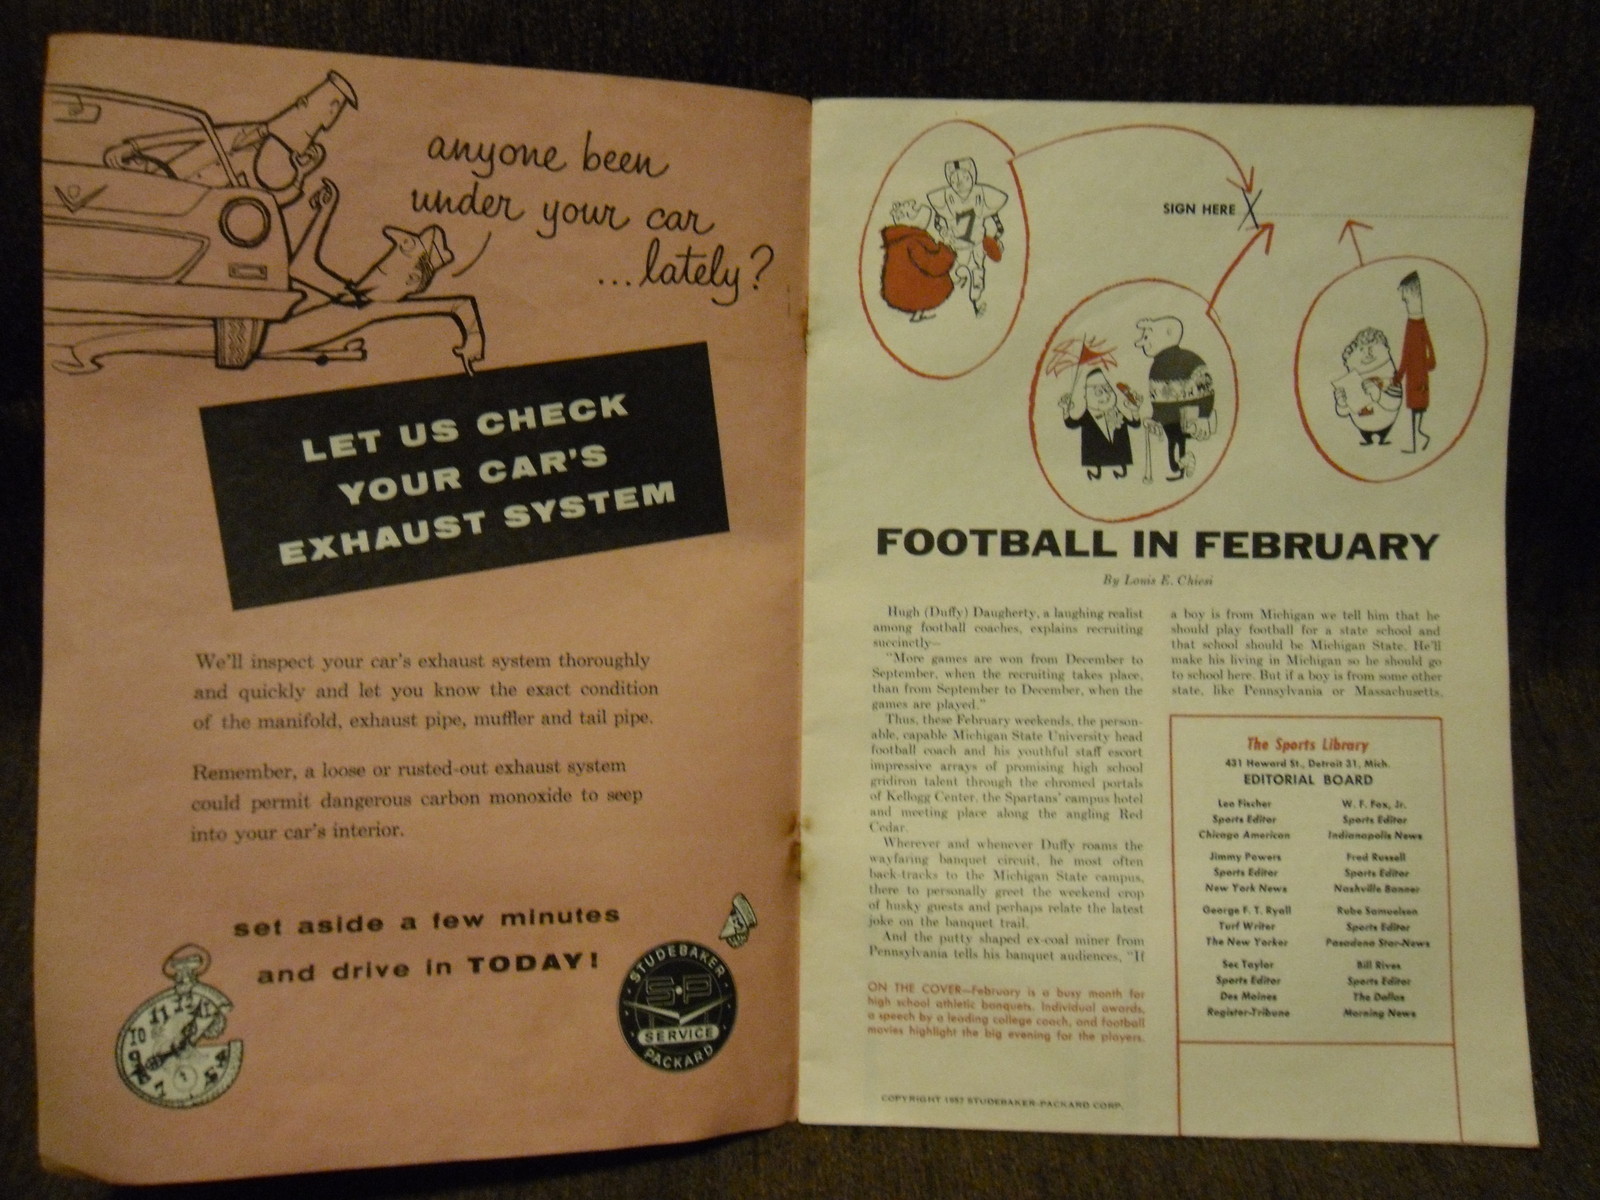 anyone been
under your car
...lately?
LET US CHECK
YOUR CAR'S
EXHAUST SYSTEM
We'll inspect your car's exhaust system thoroughly
and quickly and let you know the exact condition
of the manifold, exhaust pipe, muffler and tail pipe.
Remember, a loose or rusted-out exhaust system
could permit dangerous carbon monoxide to seep
into your car's interior.
set aside a few minutes
and drive in TODAY!
STUDEBAKER
S-P
SERVICE
PACKARD
SIGN HERE X
7
FOOTBALL IN FEBRUARY
By Louis E. Chiesi
Hugh (Duffy) Daugherty, a laughing realist
among football coaches, explains recruiting
succinctly—
"More games are won from December to
September, when the recruiting takes place,
than from September to December, when the
games are played."
Thus, these February weekends, the person-
able, capable Michigan State University head
football coach and his youthful staff escort
impressive arrays of promising high school
gridiron talent through the chromed portals
of Kellogg Center, the Spartans' campus hotel
and meeting place along the angling Red
Cedar.
Wherever and whenever Duffy roams the
wayfaring banquet circuit, he most often
back-tracks to the Michigan State campus,
there to personally greet the weekend crop
of husky guests and perhaps relate the latest
joke on the banquet trail.
And the putty shaped ex-coal miner from
Pennsylvania tells his banquet audiences, "If
a boy is from Michigan we tell him that he
should play football for a state school and
that school should be Michigan State. He'll
make his living in Michigan so he should go
to school here. But if a boy is from some other
state, like Pennsylvania or Massachusetts,
ON THE COVER—February is a busy month for
high school athletic banquets. Individual awards,
a speech by a leading college coach, and football
movies highlight the big evening for the players.
The Sports Library
431 Howard St., Detroit 31, Mich.
EDITORIAL BOARD
Leo Fischer
Sports Editor
Chicago American
W. F. Fox, Jr.
Sports Editor
Indianapolis News
Jimmy Powers
Sports Editor
New York News
Fred Russell
Sports Editor
Nashville Banner
George F. T. Ryall
Turf Writer
The New Yorker
Rube Samuelsen
Sports Editor
Pasadena Star-News
Sec Taylor
Sports Editor
Des Moines
Register-Tribune
Bill Rives
Sports Editor
The Dallas
Morning News
COPYRIGHT 1957 STUDEBAKER-PACKARD CORP.